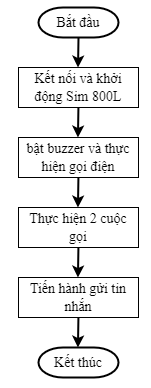 Bắt đầu
Kết nối và khởi
động Sim 800L
bật buzzer và thực
hiện gọi điện
Thực hiện 2 cuộc
gọi
Tiến hành gửi tin
nhắn
Kết thúc